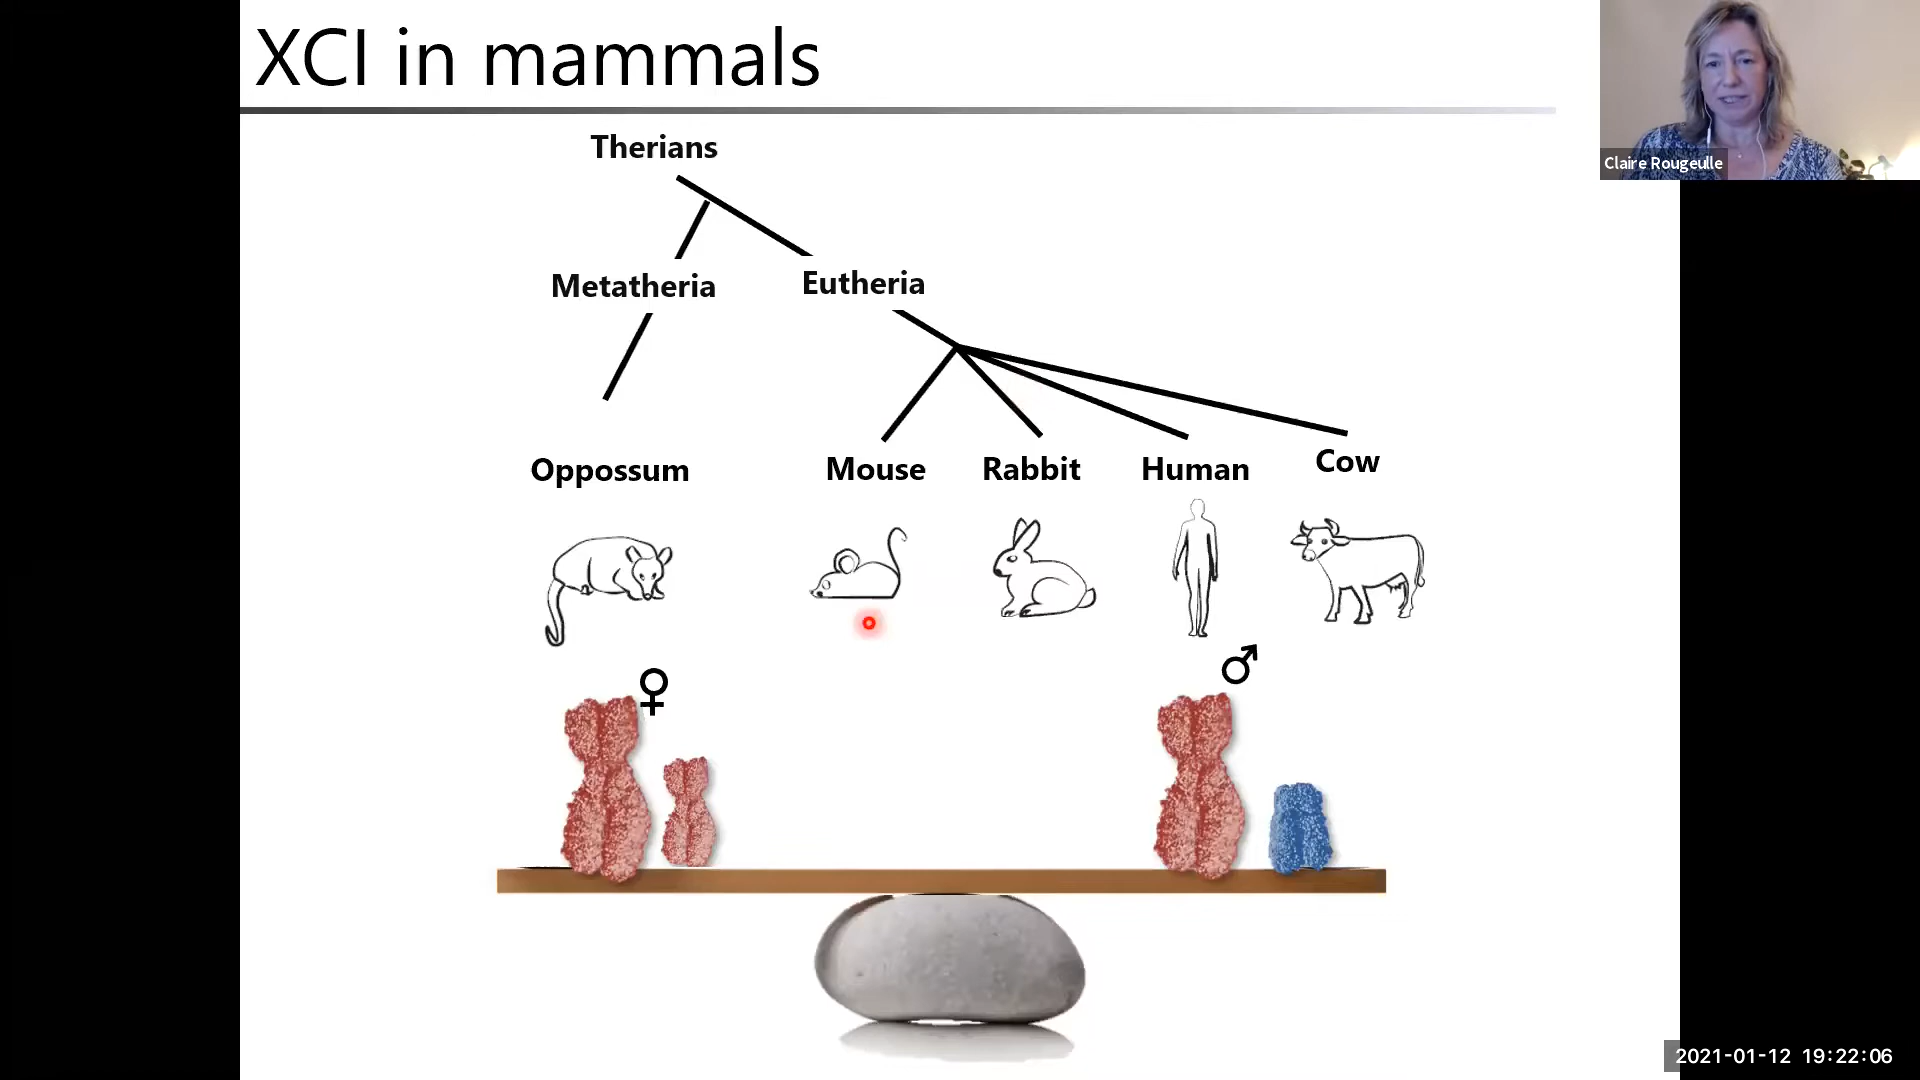 XCI in mammals
Claire Rougeulle
Therians
Metatheria
Eutheria
Oppossum
Mouse
Rabbit
Human
Cow
♀
♂
2021-01-12 19:22:06